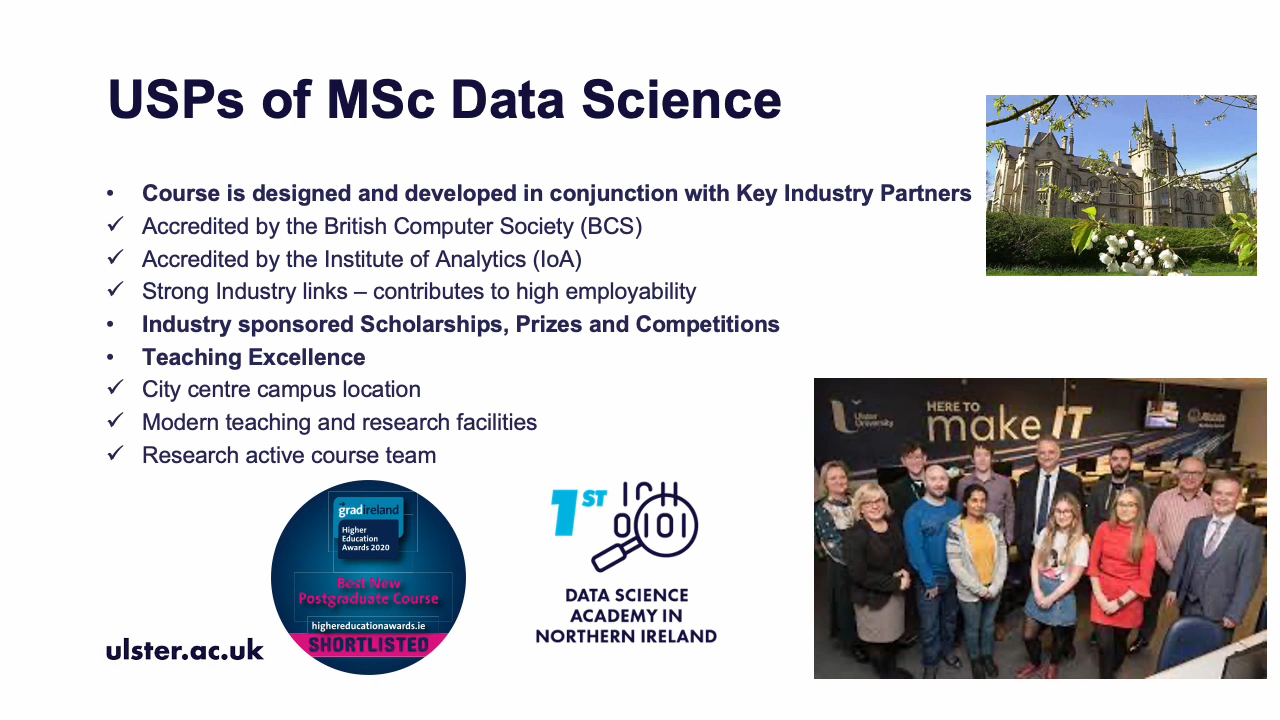 USPs of MSc Data Science
• Course is designed and developed in conjunction with Key Industry Partners
✓ Accredited by the British Computer Society (BCS)
✓ Accredited by the Institute of Analytics (IoA)
✓ Strong Industry links – contributes to high employability
• Industry sponsored Scholarships, Prizes and Competitions
• Teaching Excellence
✓ City centre campus location
✓ Modern teaching and research facilities
✓ Research active course team
gradireland
Higher
Education
Awards 2020
Best New
Postgraduate Course
highereducationawards.ie
SHORTLISTED
1ST
0101
DATA SCIENCE
ACADEMY IN
NORTHERN IRELAND
Ulster
University
HERE TO
make IT
ulster.ac.uk